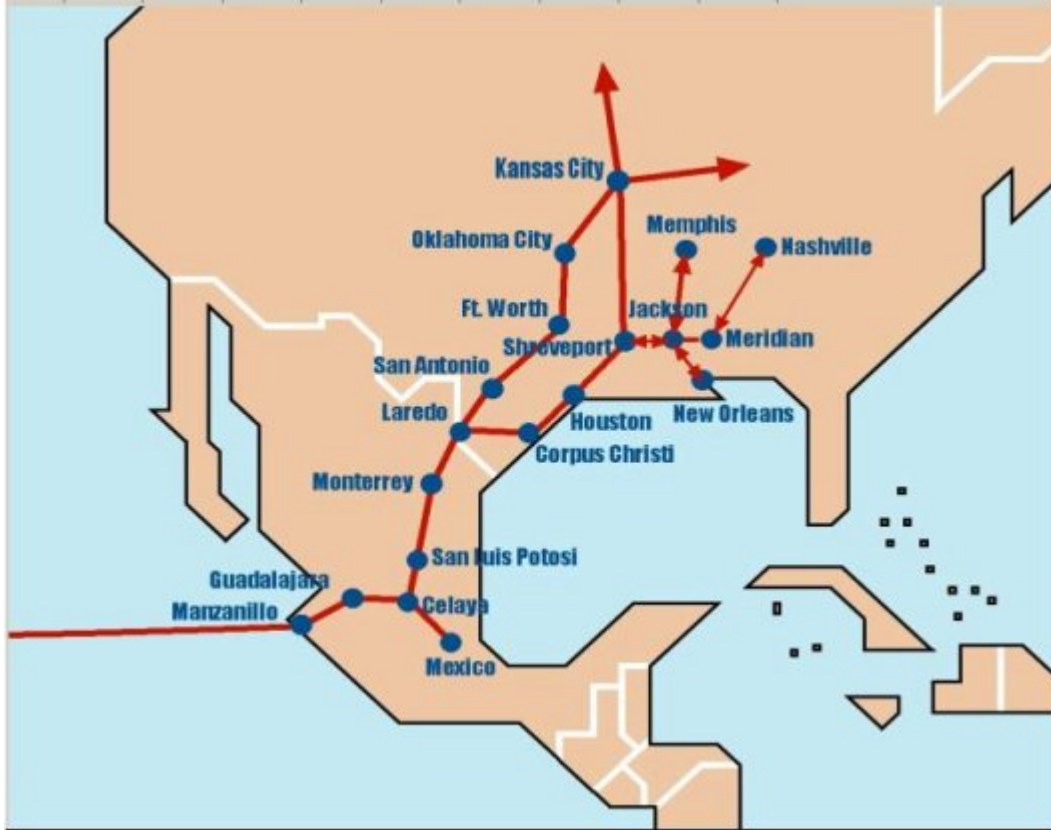 Kansas City
Memphis
Oklahoma City
Nashville
Ft. Worth
Jackson
Shreveport
Meridian
San Antonio
Laredo
New Orleans
Houston
Corpus Christi
Monterrey
San Luis Potosi
Guadalajara
Manzanillo
Celaya
Mexico